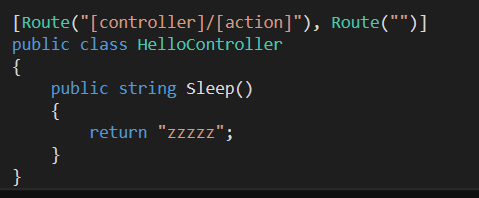 [Route("[controller]/[action]"), Route("")]
public class HelloController
{
    public string Sleep()
    {
        return "zzzzz";
    }
}